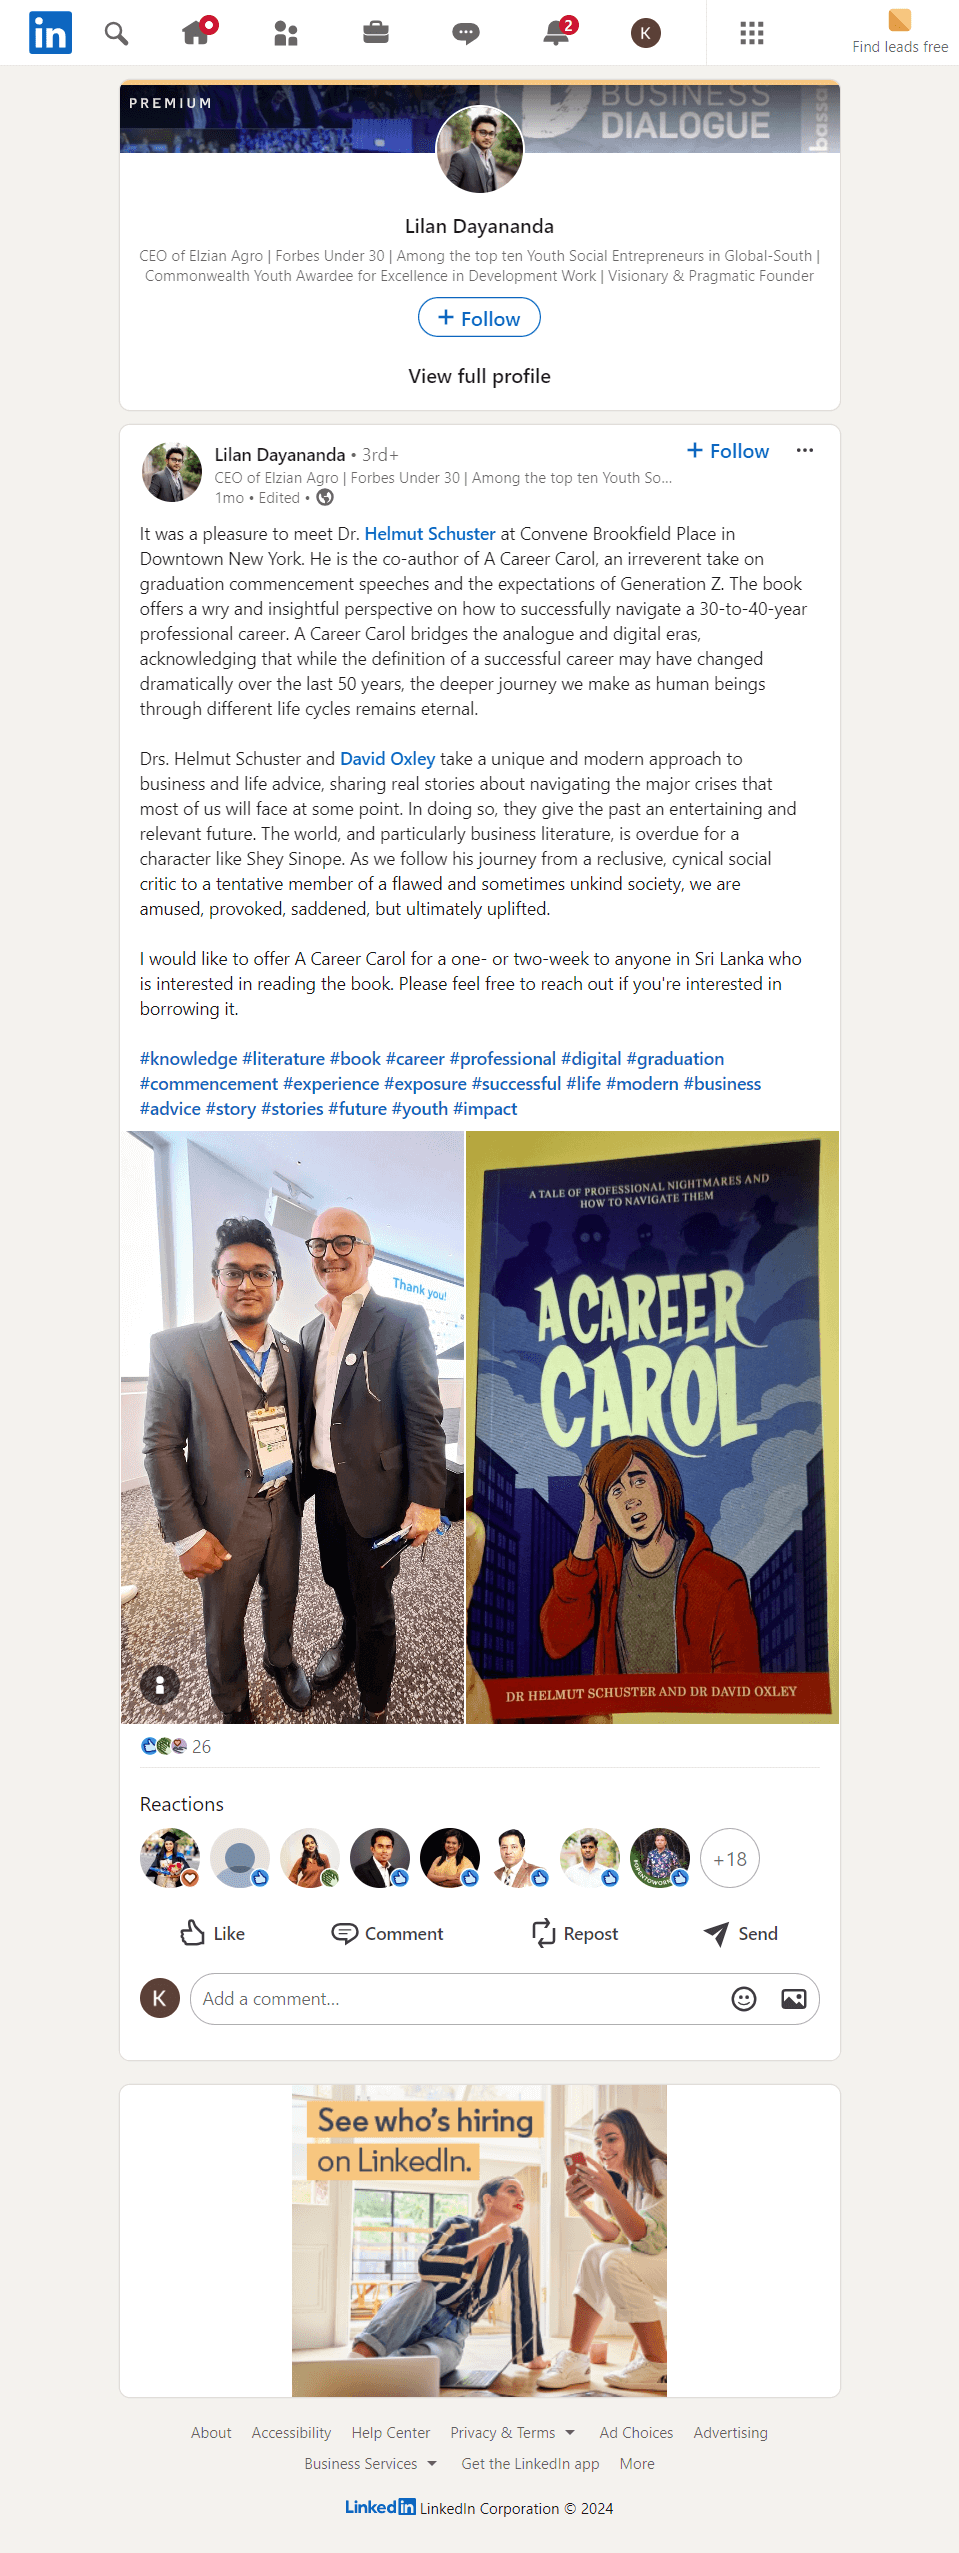 in
2
K
Find leads free
PREMIUM
BUSINESS
DIALOGUE
bassa
Lilan Dayananda
CEO of Elzian Agro | Forbes Under 30 | Among the top ten Youth Social Entrepreneurs in Global-South |
Commonwealth Youth Awardee for Excellence in Development Work | Visionary & Pragmatic Founder
+ Follow
View full profile
Lilan Dayananda • 3rd+
+ Follow
CEO of Elzian Agro | Forbes Under 30 | Among the top ten Youth So...
1mo • Edited •
It was a pleasure to meet Dr. Helmut Schuster at Convene Brookfield Place in
Downtown New York. He is the co-author of A Career Carol, an irreverent take on
graduation commencement speeches and the expectations of Generation Z. The book
offers a wry and insightful perspective on how to successfully navigate a 30-to-40-year
professional career. A Career Carol bridges the analogue and digital eras,
acknowledging that while the definition of a successful career may have changed
dramatically over the last 50 years, the deeper journey we make as human beings
through different life cycles remains eternal.
Drs. Helmut Schuster and David Oxley take a unique and modern approach to
business and life advice, sharing real stories about navigating the major crises that
most of us will face at some point. In doing so, they give the past an entertaining and
relevant future. The world, and particularly business literature, is overdue for a
character like Shey Sinope. As we follow his journey from a reclusive, cynical social
critic to a tentative member of a flawed and sometimes unkind society, we are
amused, provoked, saddened, but ultimately uplifted.
I would like to offer A Career Carol for a one- or two-week to anyone in Sri Lanka who
is interested in reading the book. Please feel free to reach out if you're interested in
borrowing it.
#knowledge #literature #book #career #professional #digital #graduation
#commencement #experience #exposure #successful #life #modern #business
#advice #story #stories #future #youth #impact
Thank you!
A TALE OF PROFESSIONAL NIGHTMARES AND
HOW TO NAVIGATE THEM
A CAREER
CAROL
DR HELMUT SCHUSTER AND DR DAVID OXLEY
26
Reactions
#OPENTOWORK
+18
Like
Comment
Repost
Send
K
Add a comment...
See who's hiring
on LinkedIn.
About
Accessibility
Help Center
Privacy & Terms
Ad Choices
Advertising
Business Services
Get the LinkedIn app
More
LinkedIn LinkedIn Corporation © 2024